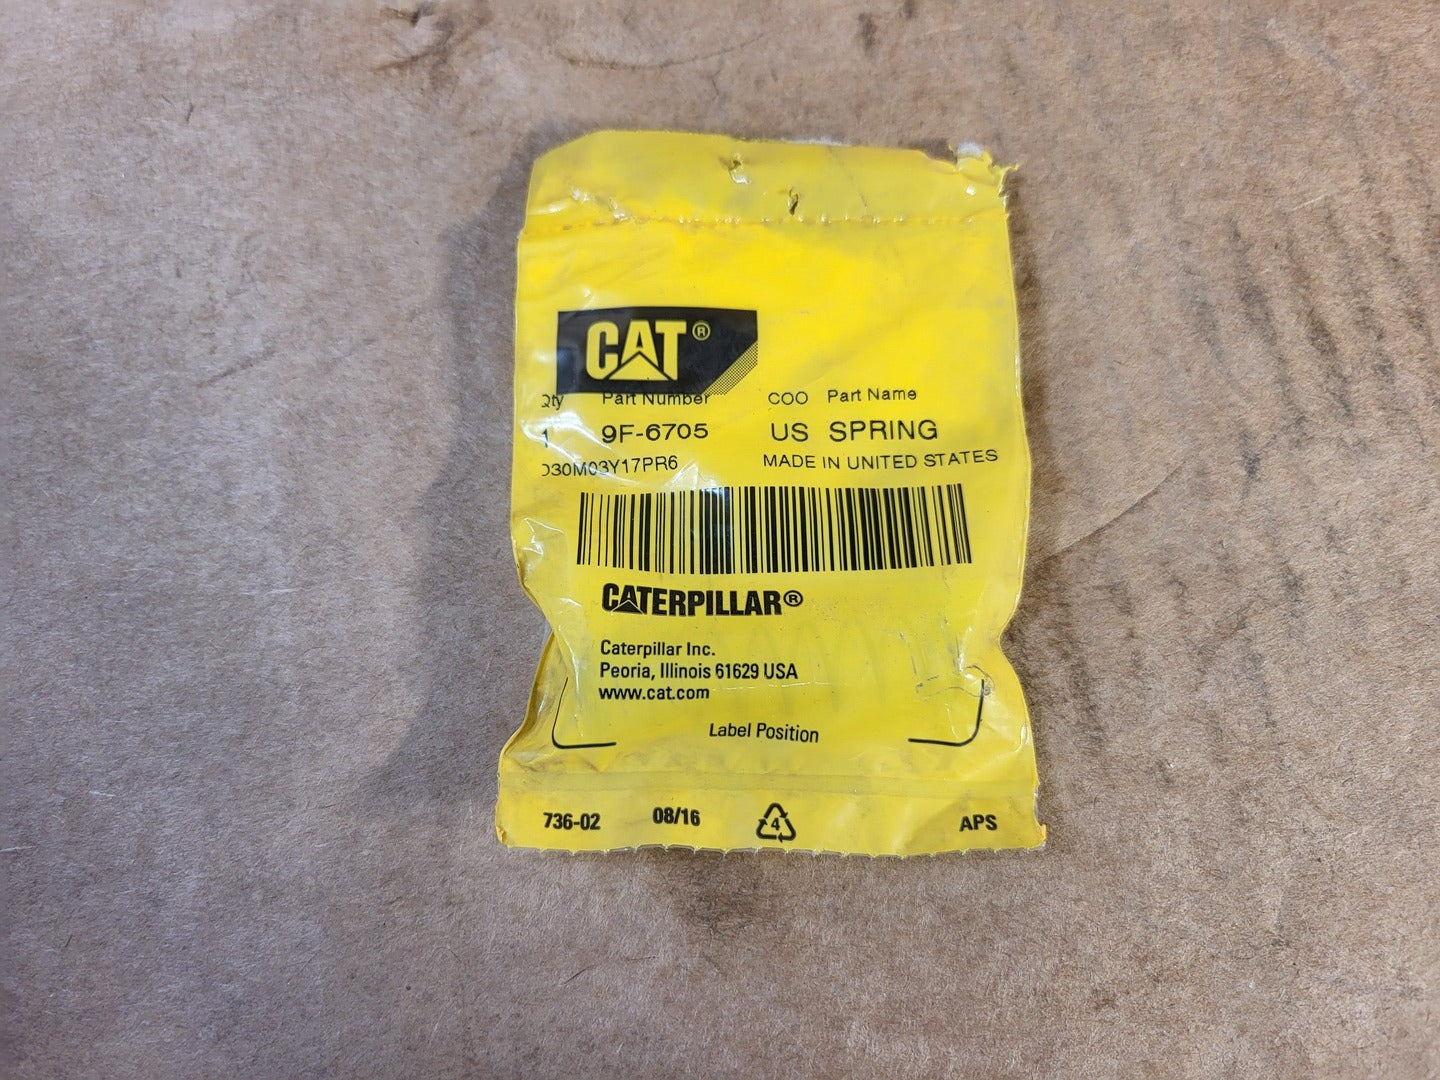 CAT®
Qty Part Number COO Part Name
1 9F-6705 US SPRING
D30M03Y17PR6 MADE IN UNITED STATES
CATERPILLAR®
Caterpillar Inc.
Peoria, Illinois 61629 USA
www.cat.com
Label Position
736-02 08/16 4 APS